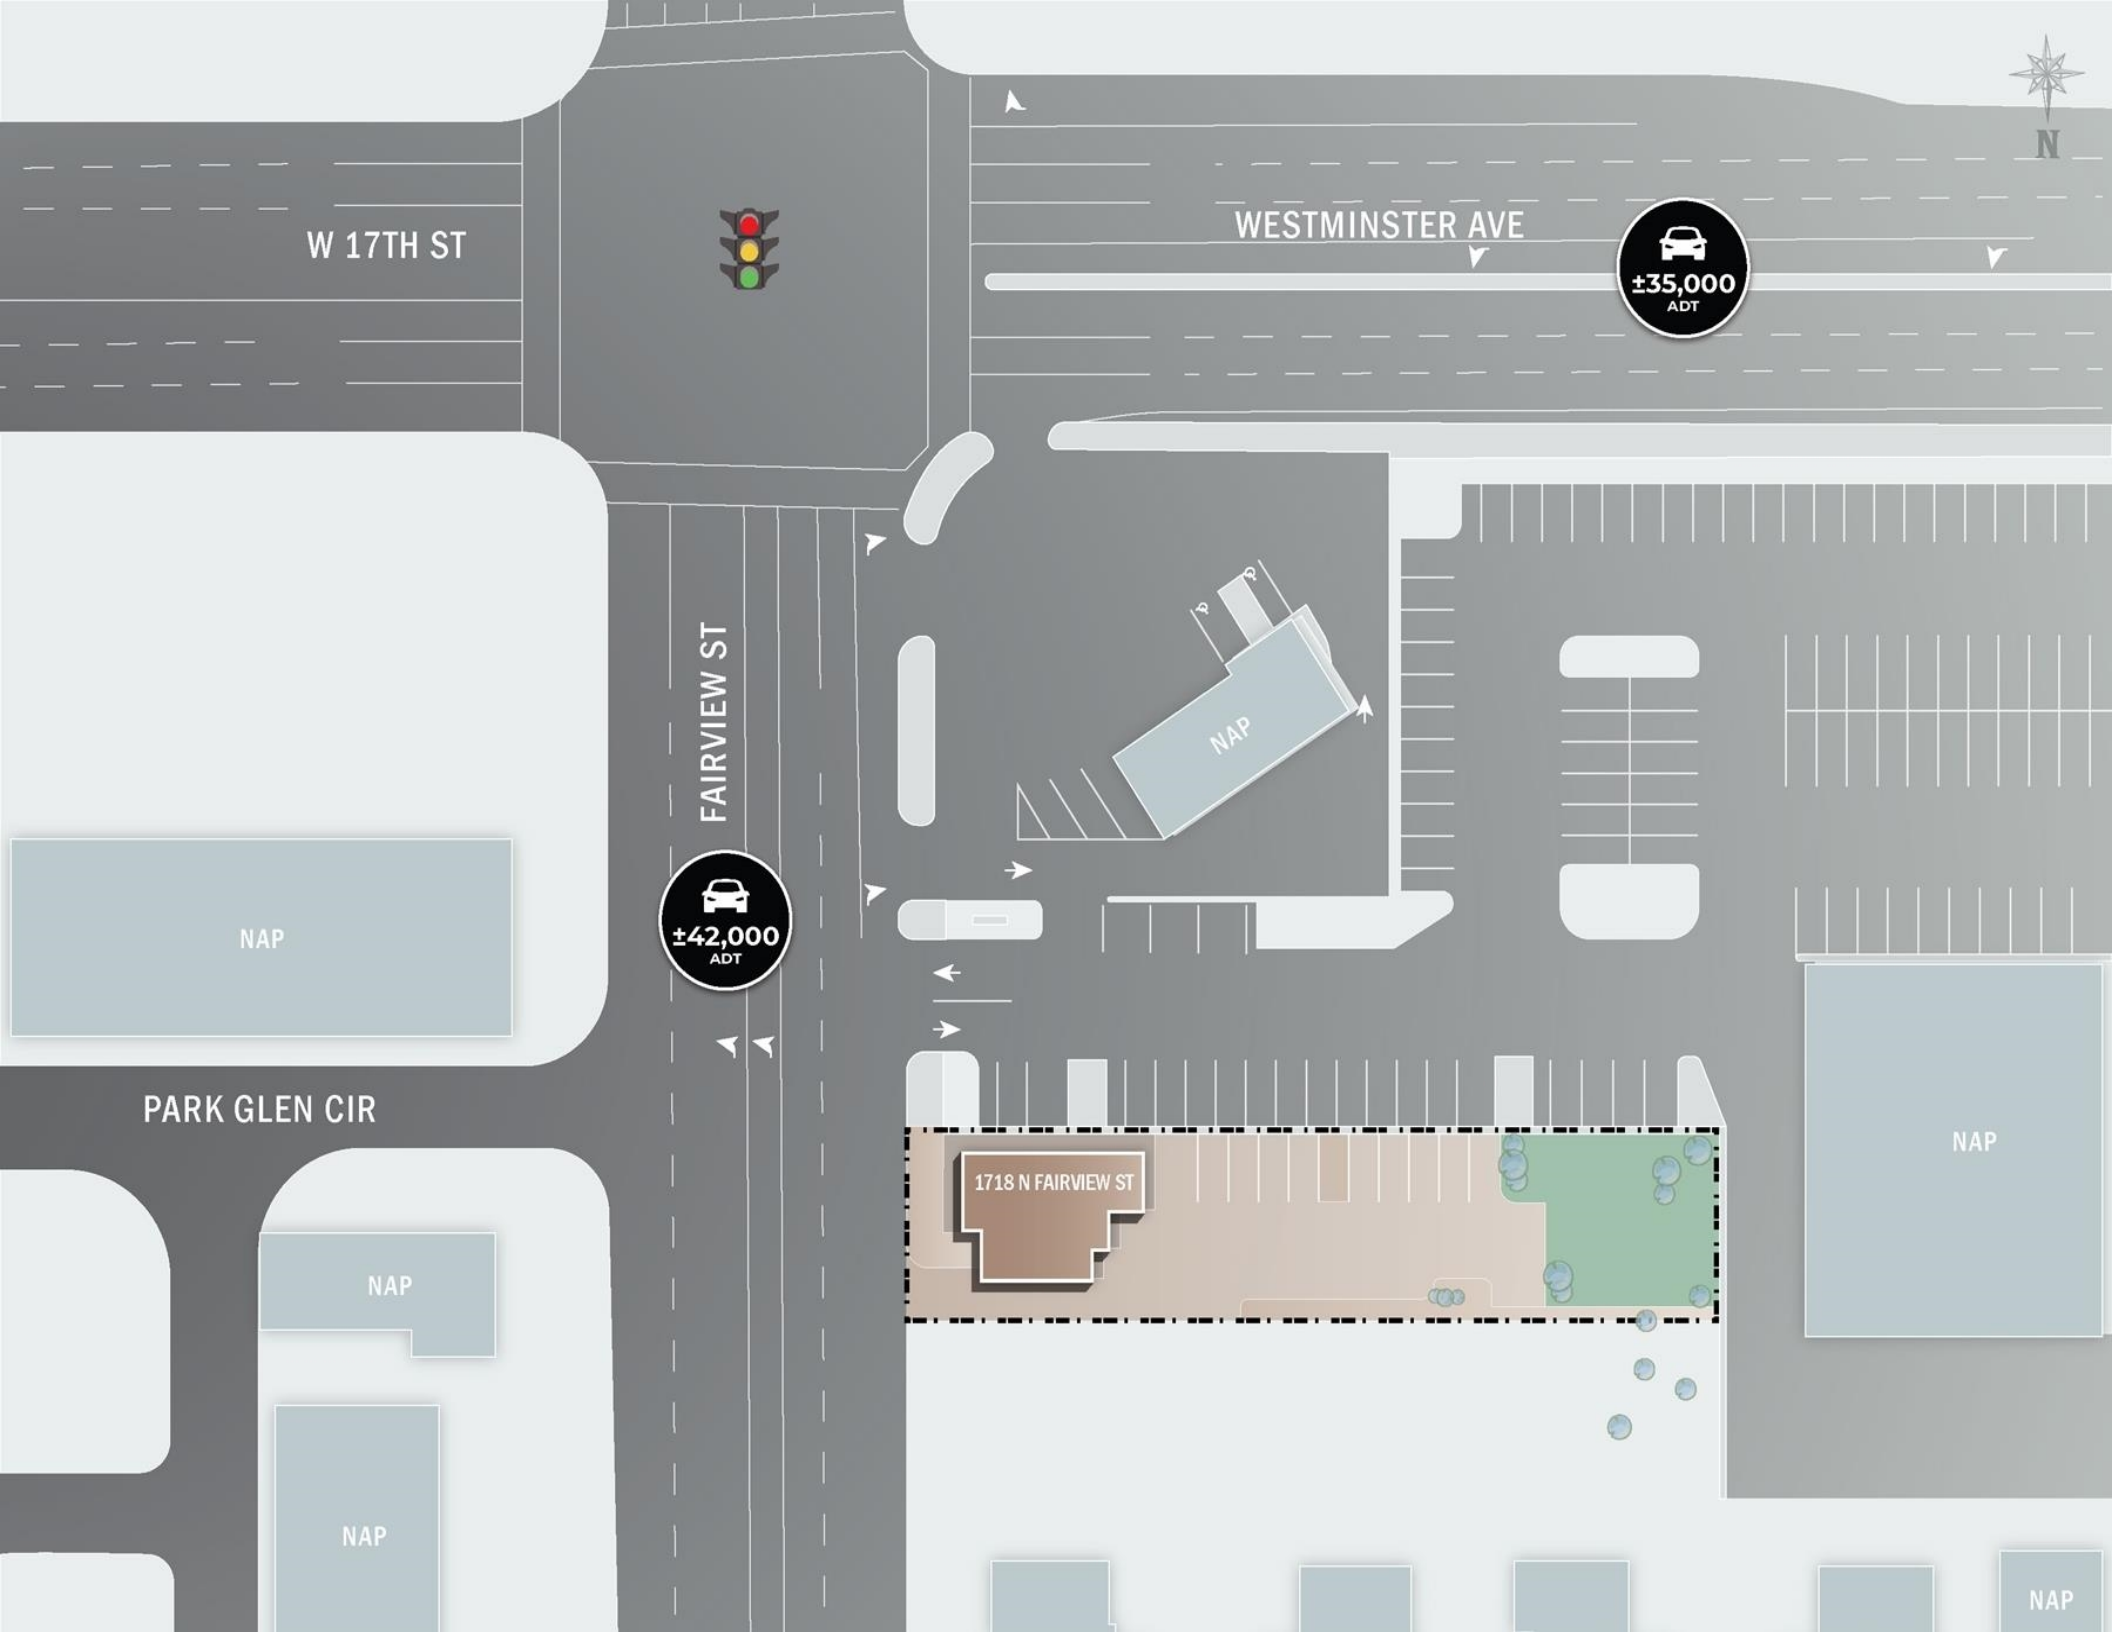 N
WESTMINSTER AVE
W 17TH ST
±35,000
ADT
FAIRVIEW ST
NAP
NAP
±42,000
ADT
PARK GLEN CIR
NAP
1718 N FAIRVIEW ST
NAP
NAP
NAP